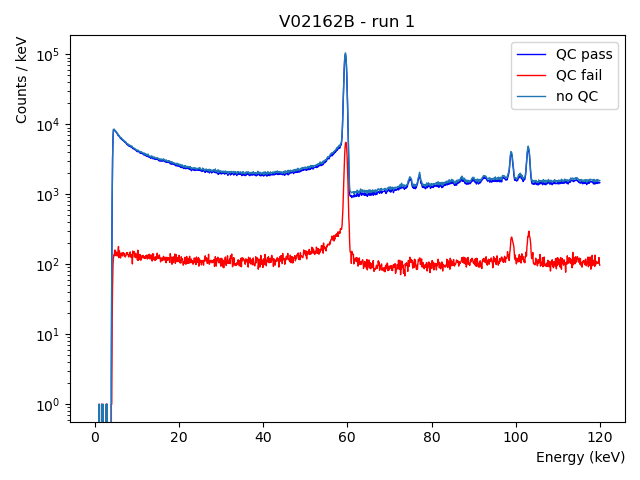 V02162B - run 1
Counts / keV
10^5
10^4
10^3
10^2
10^1
10^0
QC pass
QC fail
no QC
0 20 40 60 80 100 120
Energy (keV)